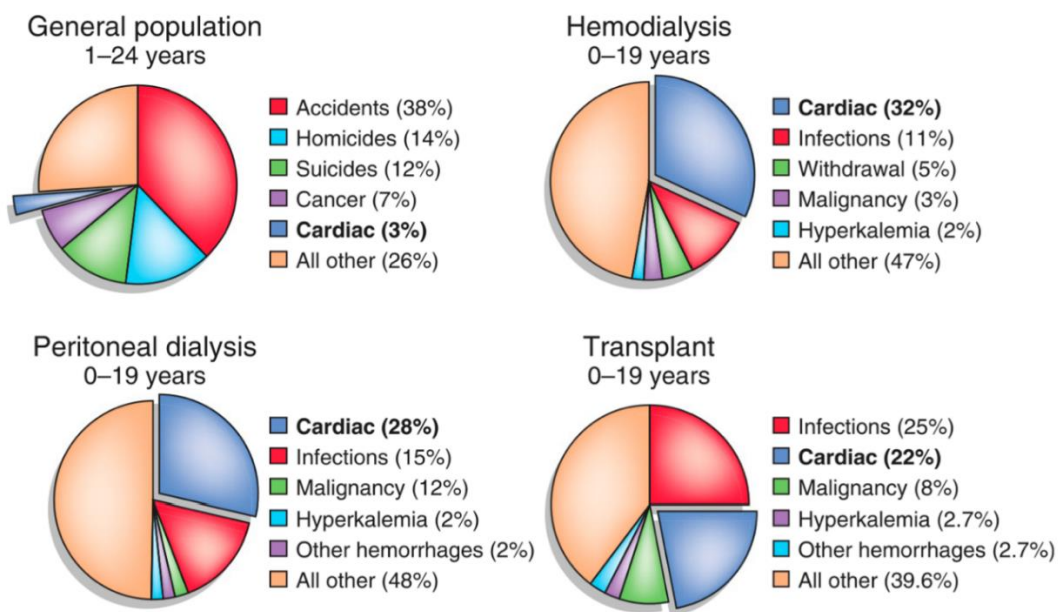 General population
1–24 years
Accidents (38%)
Homicides (14%)
Suicides (12%)
Cancer (7%)
Cardiac (3%)
All other (26%)
Hemodialysis
0–19 years
Cardiac (32%)
Infections (11%)
Withdrawal (5%)
Malignancy (3%)
Hyperkalemia (2%)
All other (47%)
Peritoneal dialysis
0–19 years
Cardiac (28%)
Infections (15%)
Malignancy (12%)
Hyperkalemia (2%)
Other hemorrhages (2%)
All other (48%)
Transplant
0–19 years
Infections (25%)
Cardiac (22%)
Malignancy (8%)
Hyperkalemia (2.7%)
Other hemorrhages (2.7%)
All other (39.6%)